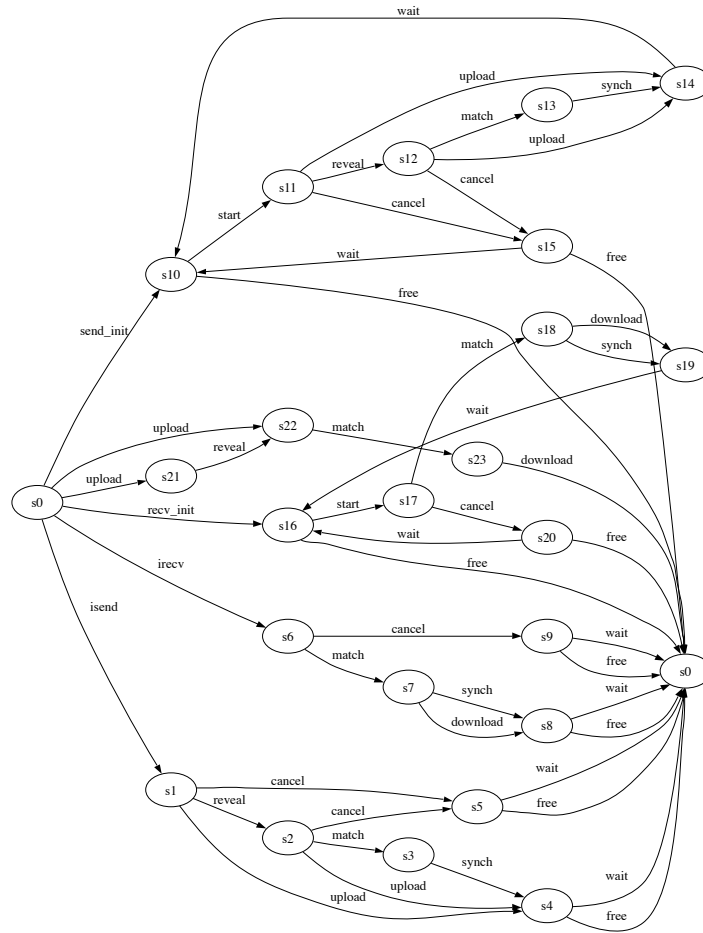 wait
upload
s14
synch
s13
match
upload
s12
reveal
s11
cancel
cancel
start
s15
wait
free
s10
free
s18
download
send_init
match
synch
s19
wait
upload
s22
match
reveal
s23
download
s21
upload
s0
recv_init
s16
start
s17
cancel
wait
s20
free
free
irecv
isend
s6
cancel
s9
wait
match
free
s0
s7
synch
wait
download
s8
free
s1
cancel
wait
reveal
s5
free
cancel
s2
match
s3
synch
upload
wait
upload
s4
free